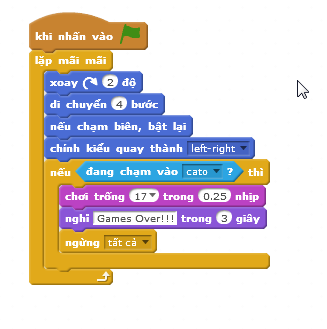 khi nhấn vào
lặp mãi mãi
xoay 2 độ
di chuyển 4 bước
nếu chạm biên, bật lại
chỉnh kiểu quay thành left-right
nếu đang chạm vào cato ? thì
chơi trống 17 trong 0.25 nhịp
nghĩ Games Over!!! trong 3 giây
ngừng tất cả